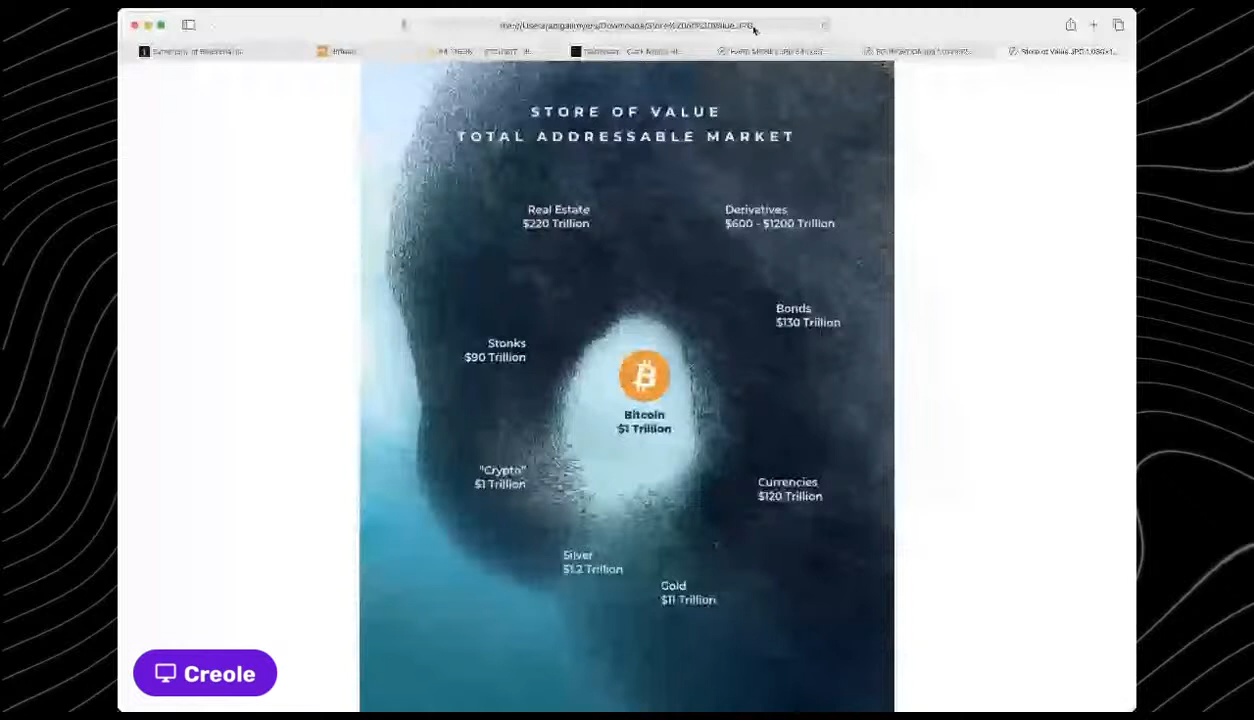 STORE OF VALUE
TOTAL ADDRESSABLE MARKET
Real Estate
$220 Trillion
Derivatives
$600 - $1200 Trillion
Bonds
$130 Trillion
Stonks
$90 Trillion
Bitcoin
$1 Trillion
"Crypto"
$1 Trillion
Currencies
$120 Trillion
Silver
$1.2 Trillion
Gold
$11 Trillion
Creole